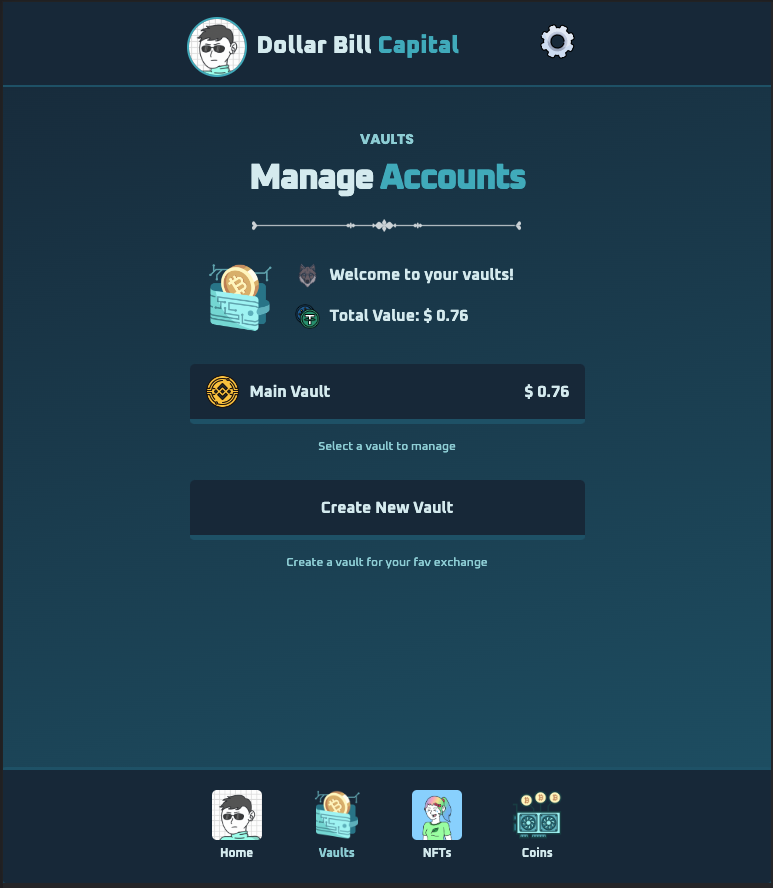 Dollar Bill Capital
VAULTS
Manage Accounts
Welcome to your vaults!
Total Value: $ 0.76
Main Vault $ 0.76
Select a vault to manage
Create New Vault
Create a vault for your fav exchange
Home Vaults NFTs Coins